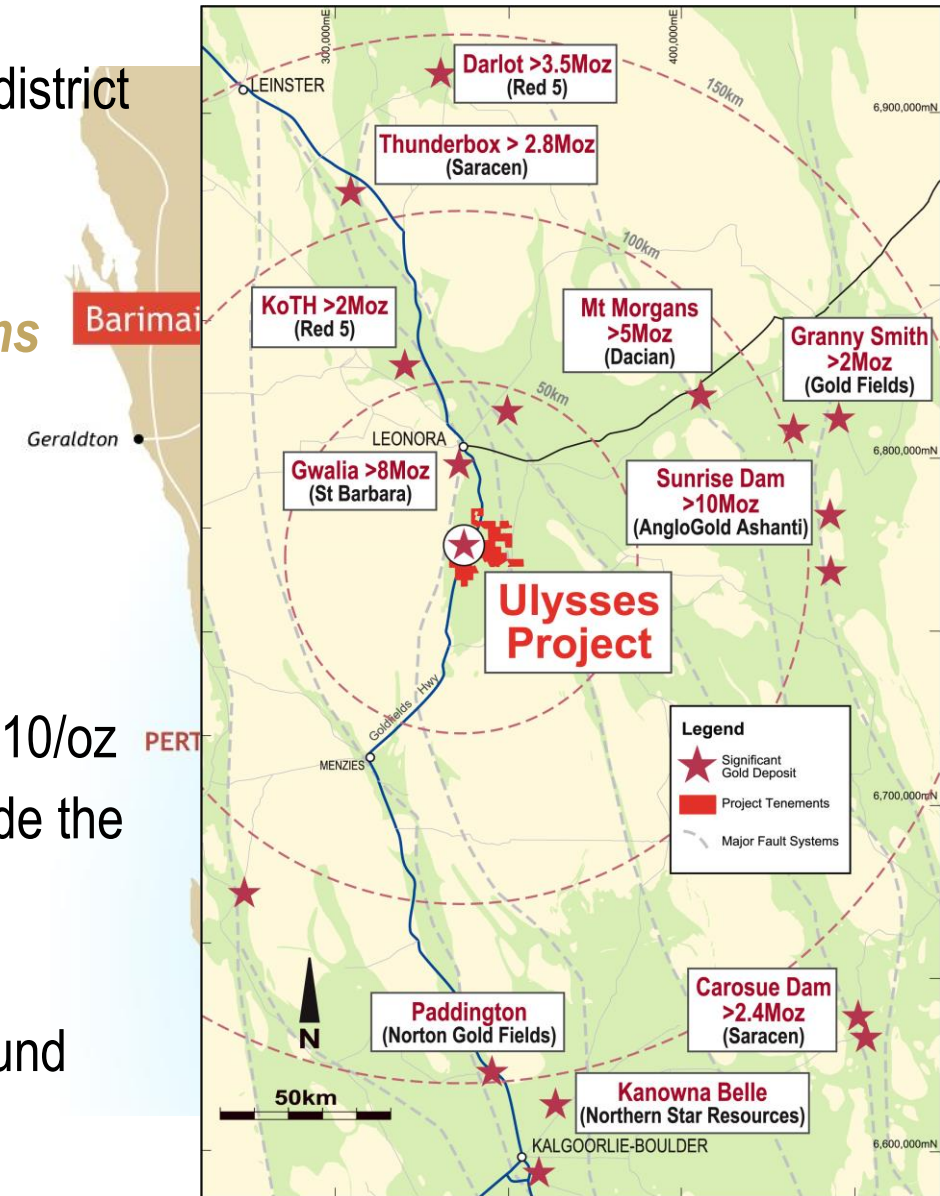 district
ns
Barimai
Geraldton
10/oz
PERT
de the
und
300,000mE
400,000mE
LEINSTER
Darlot >3.5Moz
(Red 5)
150km
6,900,000mN
Thunderbox > 2.8Moz
(Saracen)
100km
KoTH >2Moz
(Red 5)
Mt Morgans
>5Moz
(Dacian)
Granny Smith
>2Moz
(Gold Fields)
50km
LEONORA
6,800,000mN
Gwalia >8Moz
(St Barbara)
Sunrise Dam
>10Moz
(AngloGold Ashanti)
Ulysses
Project
Goldfields Hwy
MENZIES
Legend
Significant
Gold Deposit
Project Tenements
Major Fault Systems
6,700,000mN
Carosue Dam
>2.4Moz
(Saracen)
Paddington
(Norton Gold Fields)
N
50km
Kanowna Belle
(Northern Star Resources)
KALGOORLIE-BOULDER
6,600,000mN